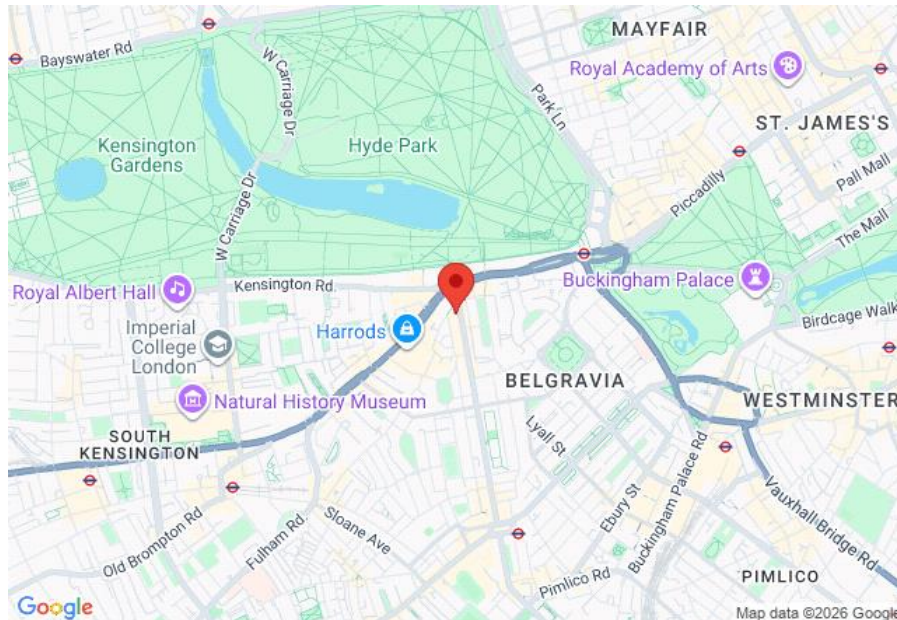 MAYFAIR
Bayswater Rd
W Carriage Dr
Royal Academy of Arts
Park Ln
ST. JAMES'S
Kensington
Gardens
Hyde Park
Pall Mall
W Carriage Dr
Piccadilly
The Mall
Royal Albert Hall
Kensington Rd
Buckingham Palace
Imperial
College
London
Harrods
Birdcage Walk
BELGRAVIA
Natural History Museum
WESTMINSTER
SOUTH
KENSINGTON
Lyall St
Buckingham Palace Rd
Ebury St
Sloane Ave
Vauxhall Bridge Rd
Old Brompton Rd
Fulham Rd
Pimlico Rd
PIMLICO
Google
Map data ©2026 Google